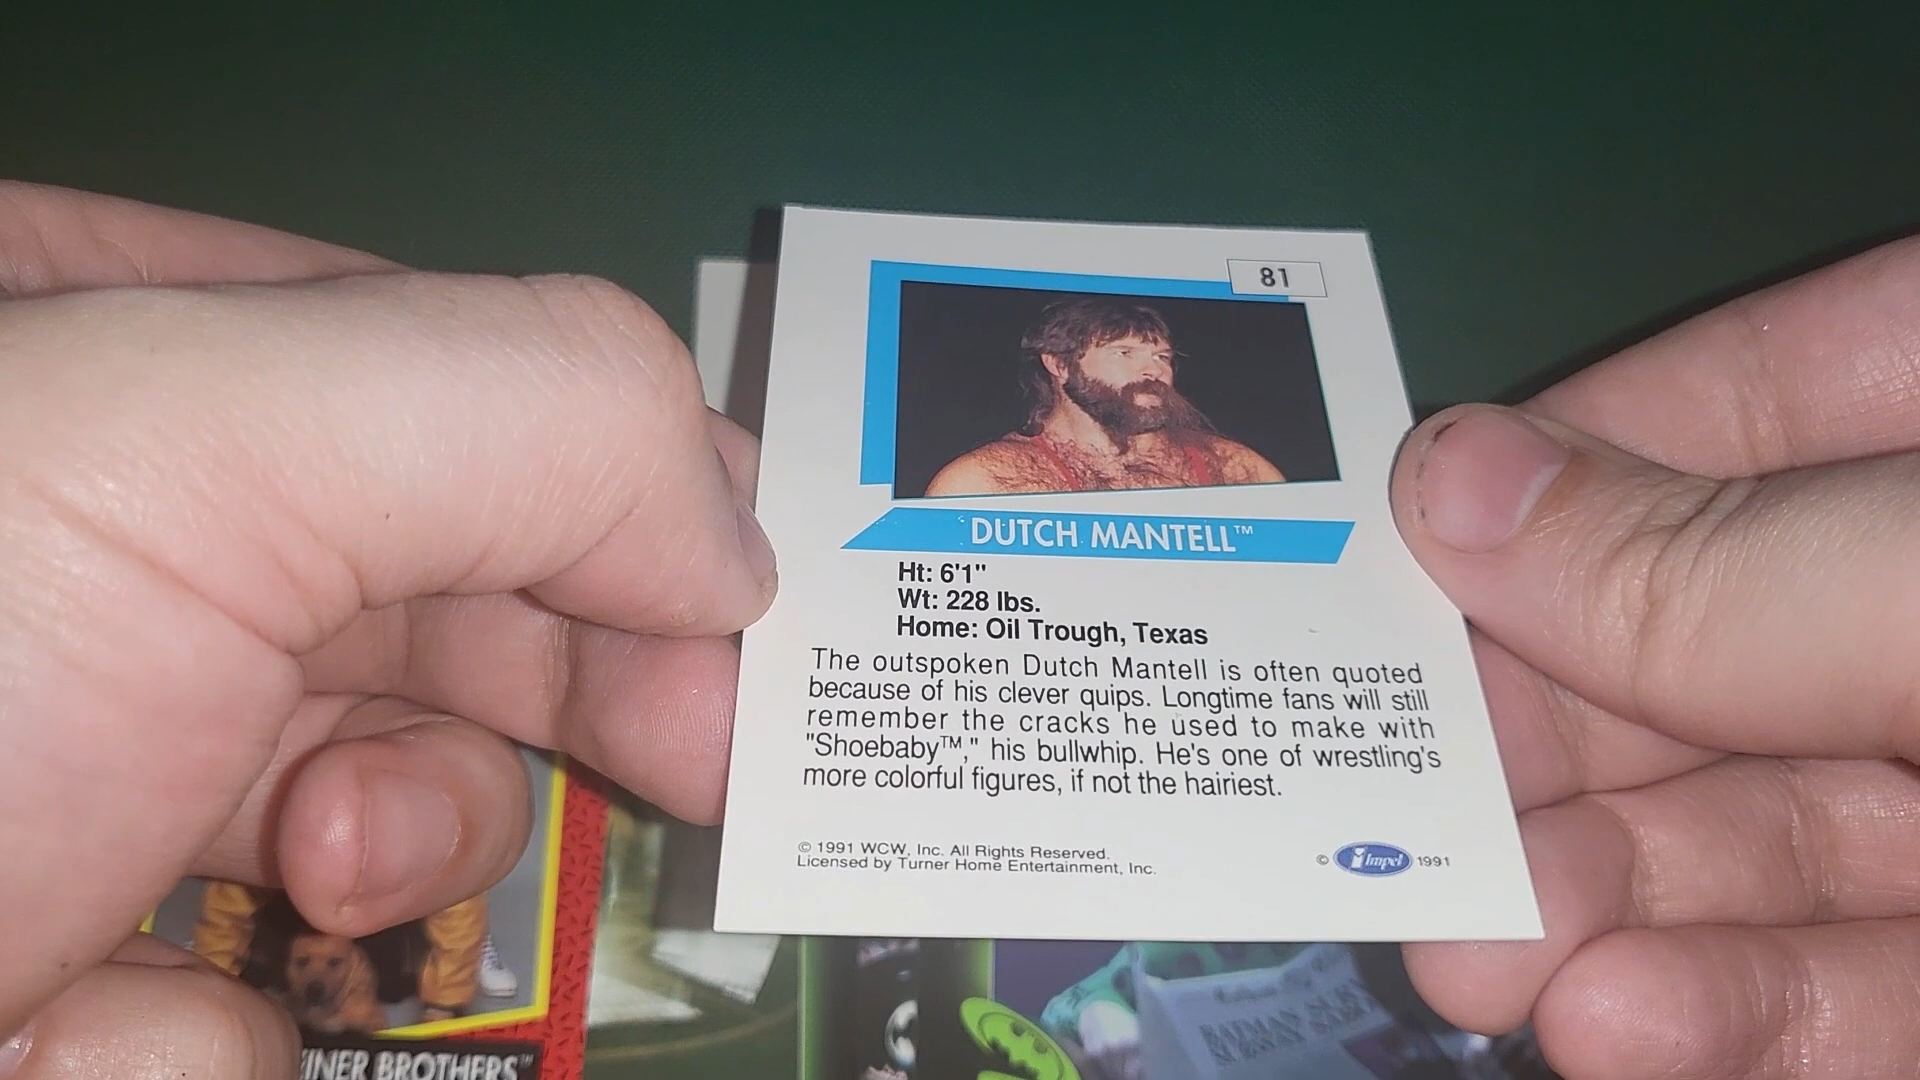 81
DUTCH MANTELL™
Ht: 6'1"
Wt: 228 lbs.
Home: Oil Trough, Texas
The outspoken Dutch Mantell is often quoted
because of his clever quips. Longtime fans will still
remember the cracks he used to make with
"Shoebaby™," his bullwhip. He's one of wrestling's
more colorful figures, if not the hairiest.
© 1991 WCW, Inc. All Rights Reserved.
Licensed by Turner Home Entertainment, Inc.
© Impel 1991
BROTHERS™
BATMAN